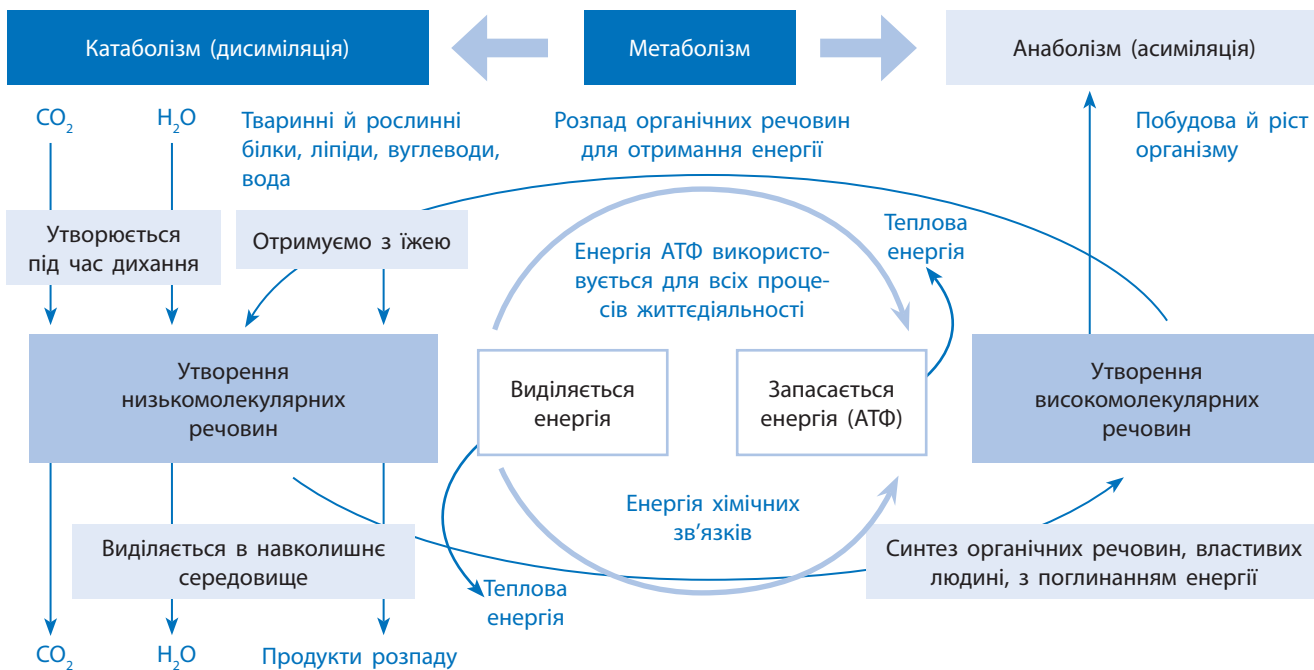 Катаболізм (дисиміляція)
Метаболізм
Анаболізм (асиміляція)
CO₂
H₂O
Тваринні й рослинні
білки, ліпіди, вуглеводи,
вода
Розпад органічних речовин
для отримання енергії
Побудова й ріст
організму
Утворюється
під час дихання
Отримуємо з їжею
Енергія АТФ використо-
вується для всіх проце-
сів життєдіяльності
Теплова
енергія
Утворення
низькомолекулярних
речовин
Виділяється
енергія
Запасається
енергія (АТФ)
Утворення
високомолекулярних
речовин
Виділяється в навколишнє
середовище
Енергія хімічних
зв’язків
Синтез органічних речовин, властивих
людині, з поглинанням енергії
Теплова
енергія
CO₂
H₂O
Продукти розпаду